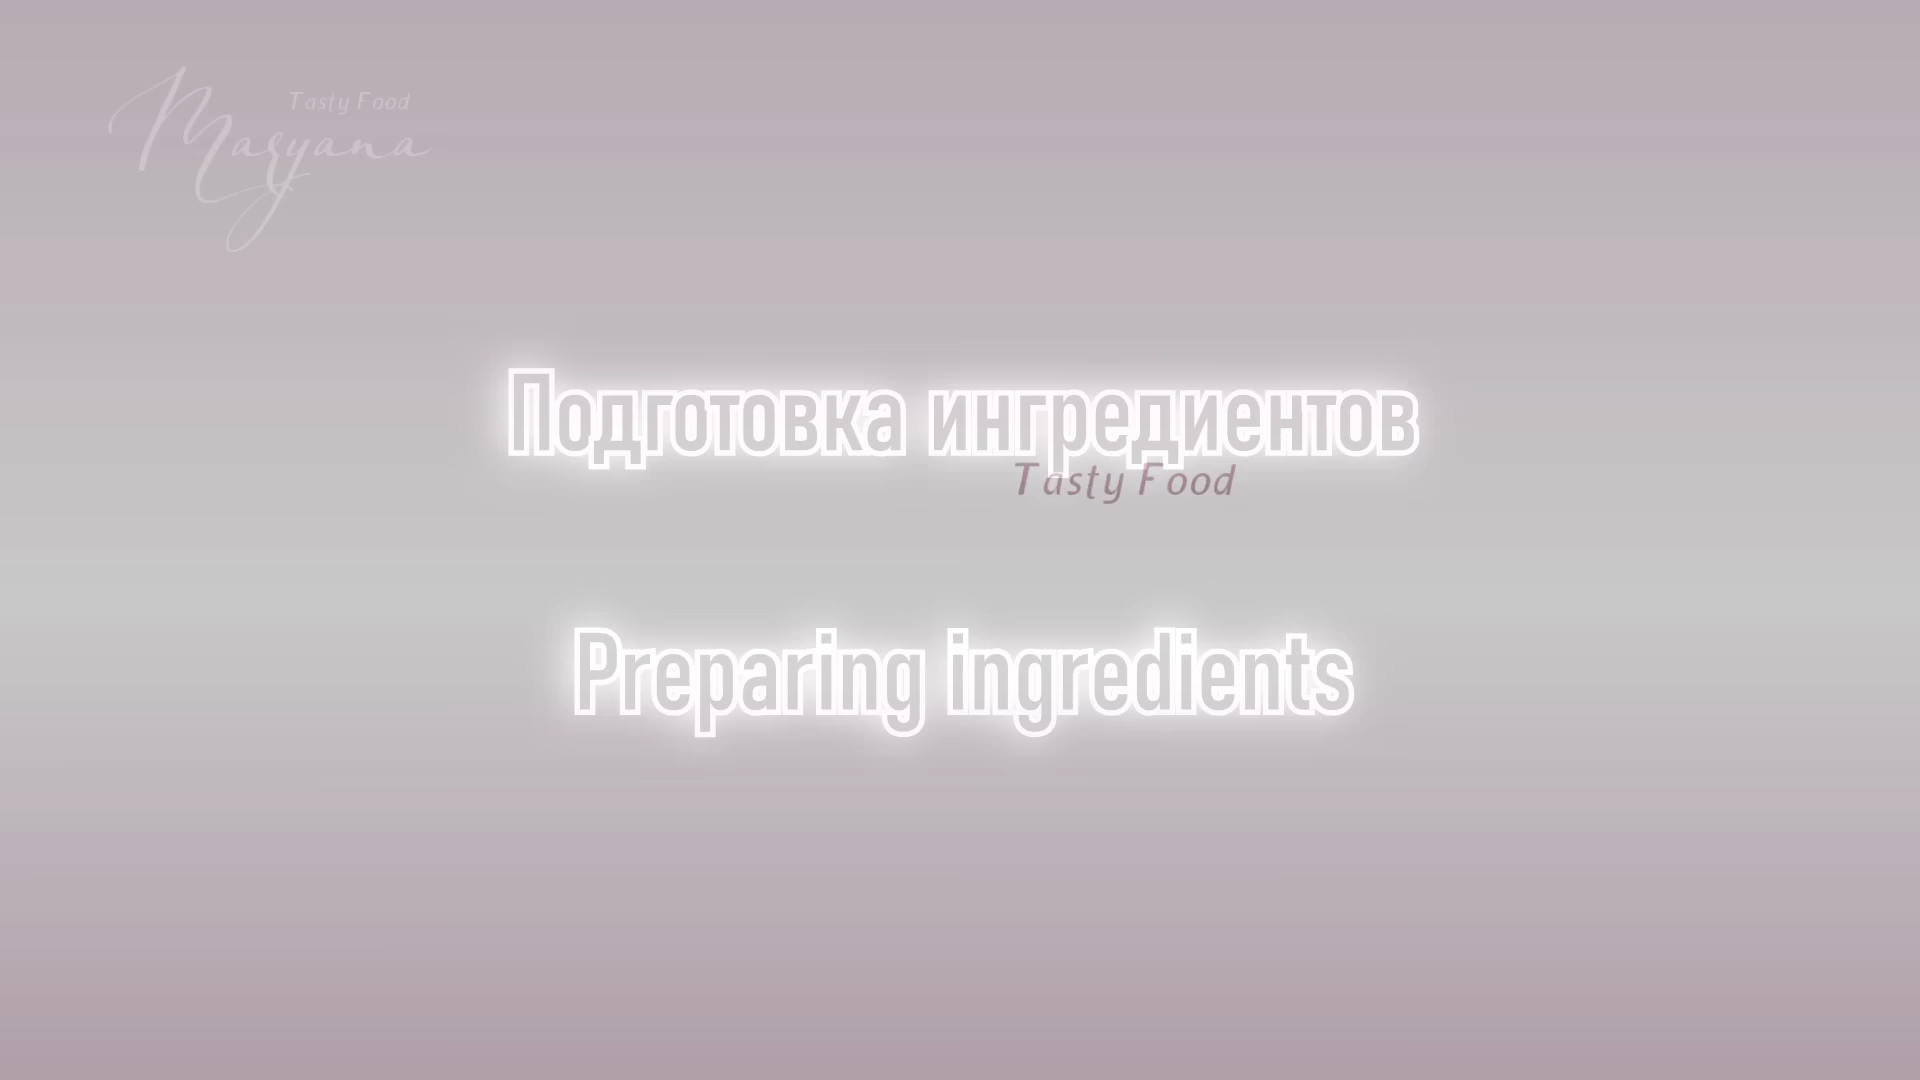 Tasty Food
Maryana
Подготовка ингредиентов
Tasty Food
Preparing ingredients